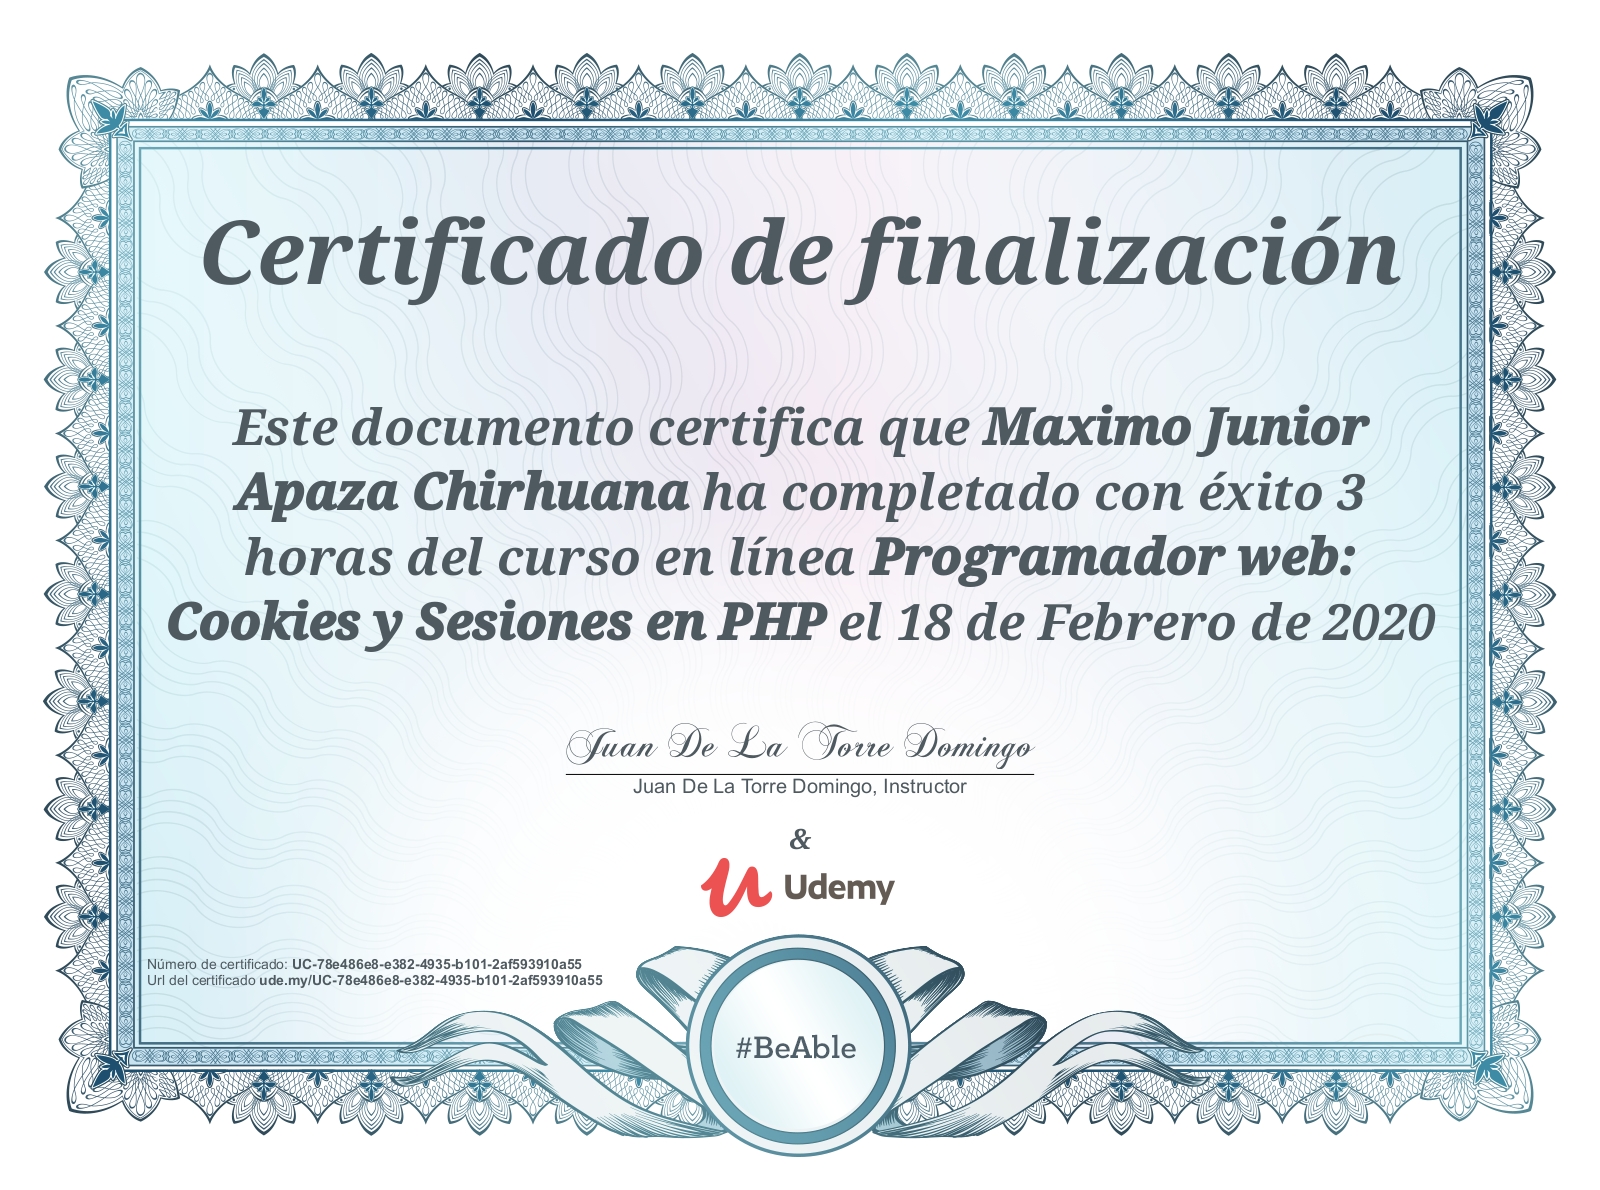 Certificado de finalización
Este documento certifica que Maximo Junior
Apaza Chirhuana ha completado con éxito 3
horas del curso en línea Programador web:
Cookies y Sesiones en PHP el 18 de Febrero de 2020
Juan De La Torre Domingo
Juan De La Torre Domingo, Instructor
&
Udemy
Número de certificado: UC-78e486e8-e382-4935-b101-2af593910a55
Url del certificado ude.my/UC-78e486e8-e382-4935-b101-2af593910a55
#BeAble